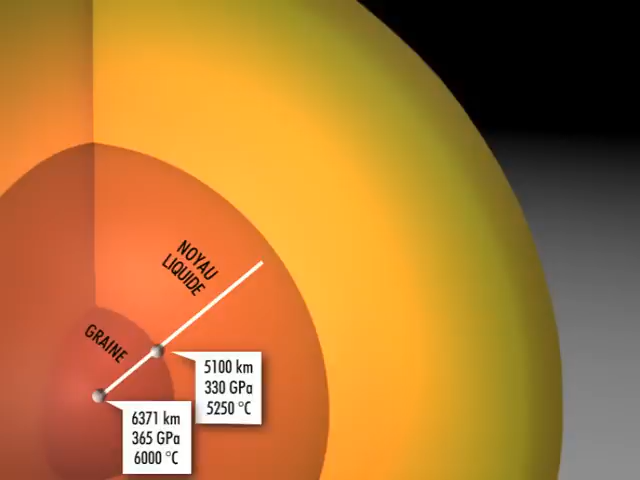 NOYAU
LIQUIDE
GRAINE
5100 km
330 GPa
5250 °C
6371 km
365 GPa
6000 °C